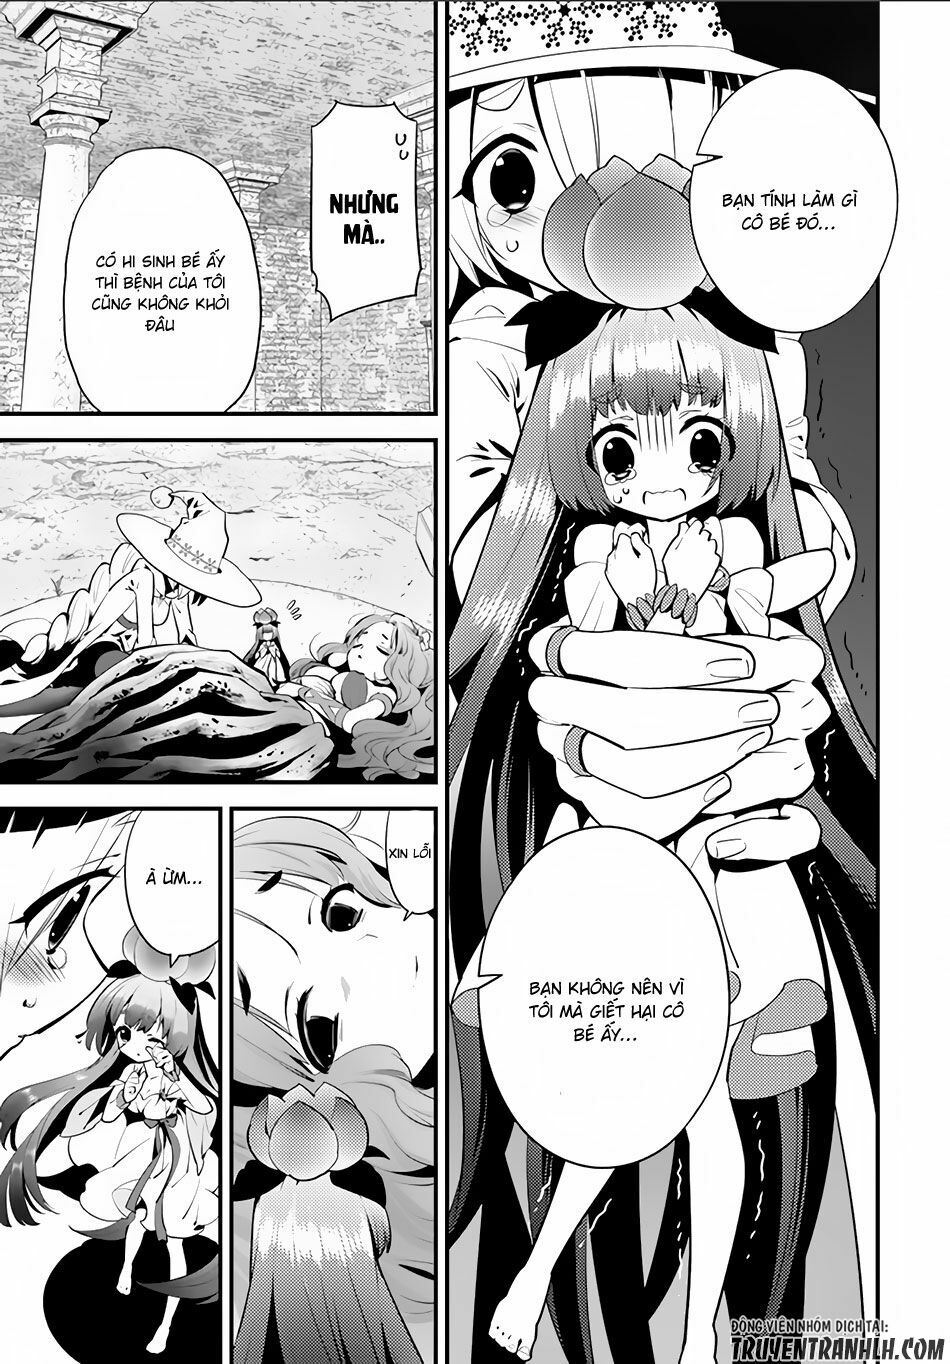 BẠN TÍNH LÀM GÌ
CÔ BÉ ĐÓ...
BẠN KHÔNG NÊN VÌ
TÔI MÀ GIẾT HẠI CÔ
BÉ ẤY...
NHƯNG
MÀ..
CÓ HI SINH BÉ ẤY
THÌ BỆNH CỦA TÔI
CŨNG KHÔNG KHỎI
ĐÂU
XIN LỖI
À ỪM...
ĐỘNG VIÊN NHÓM DỊCH TẠI:
TRUYENTRANHLH.COM